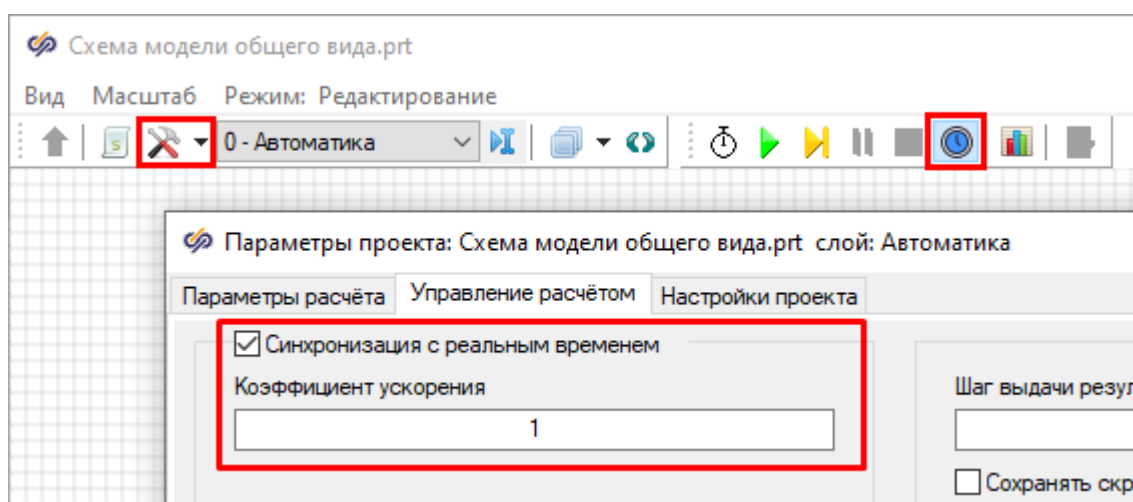 Схема модели общего вида.prt
Вид Масштаб Режим: Редактирование
0 - Автоматика
Параметры проекта: Схема модели общего вида.prt слой: Автоматика
Параметры расчёта Управление расчётом Настройки проекта
Синхронизация с реальным временем
Коэффициент ускорения
Шаг выдачи резул
1
Сохранять скр